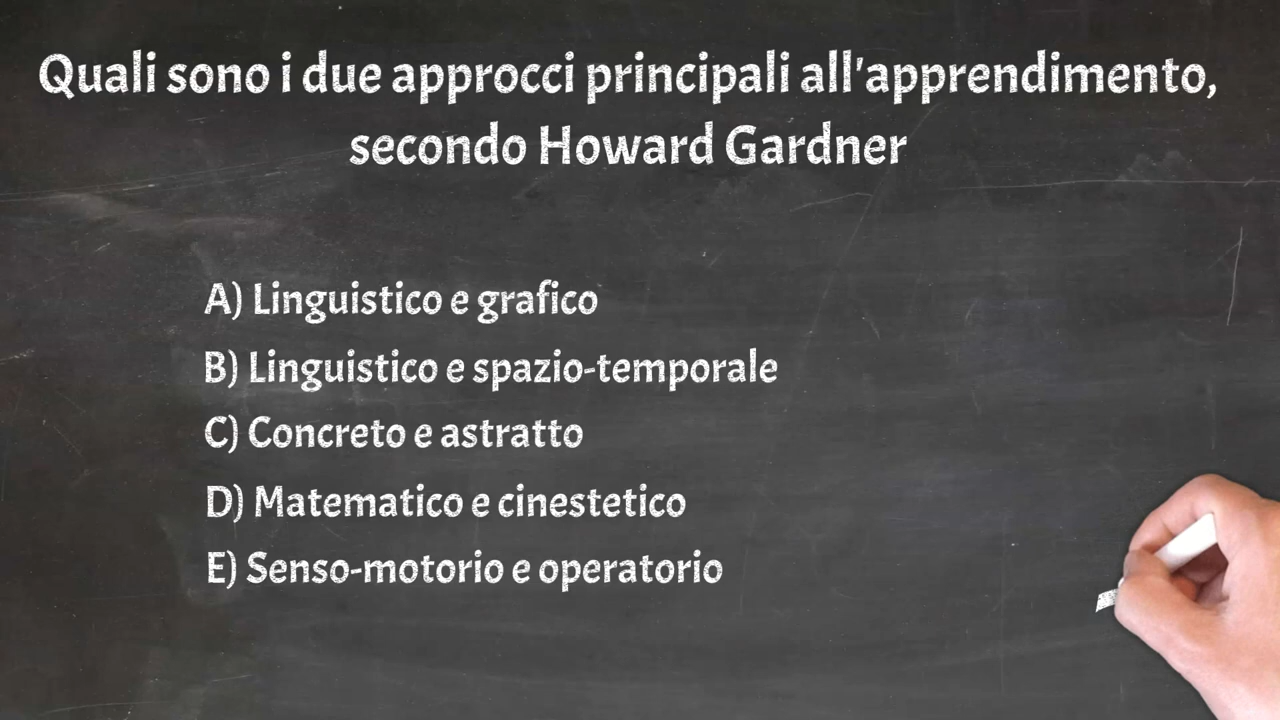 Quali sono i due approcci principali all'apprendimento,
secondo Howard Gardner
A) Linguistico e grafico
B) Linguistico e spazio-temporale
C) Concreto e astratto
D) Matematico e cinestetico
E) Senso-motorio e operatorio